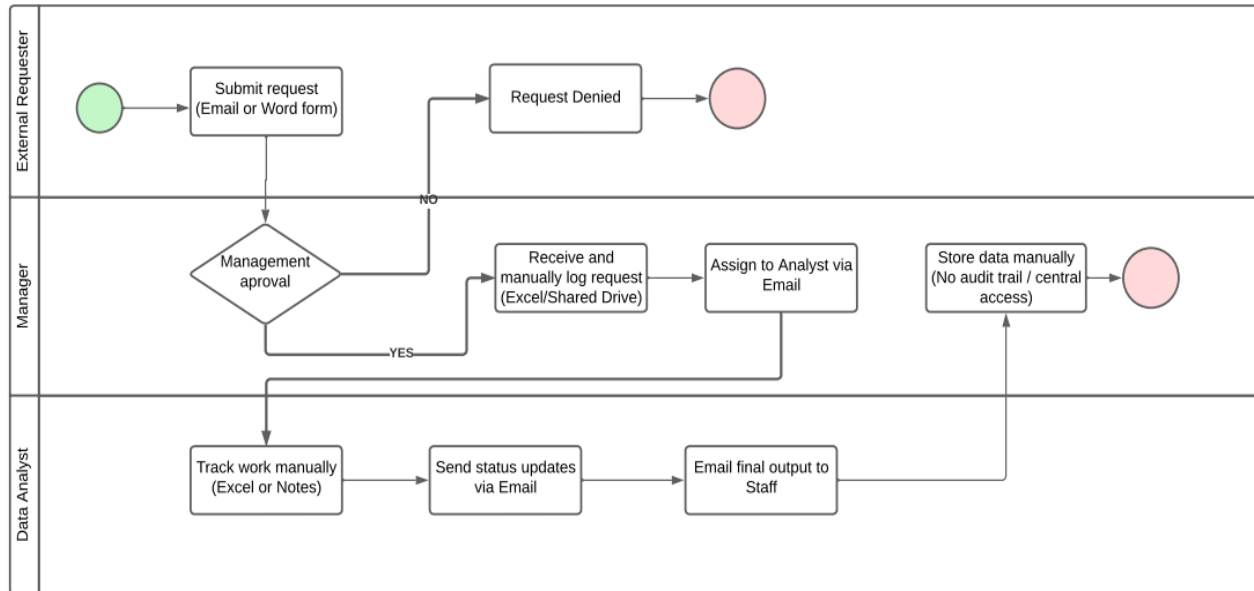 External Requester
Submit request
(Email or Word form)
Request Denied
NO
Manager
Management
aproval
YES
Receive and
manually log request
(Excel/Shared Drive)
Assign to Analyst via
Email
Store data manually
(No audit trail / central
access)
Data Analyst
Track work manually
(Excel or Notes)
Send status updates
via Email
Email final output to
Staff